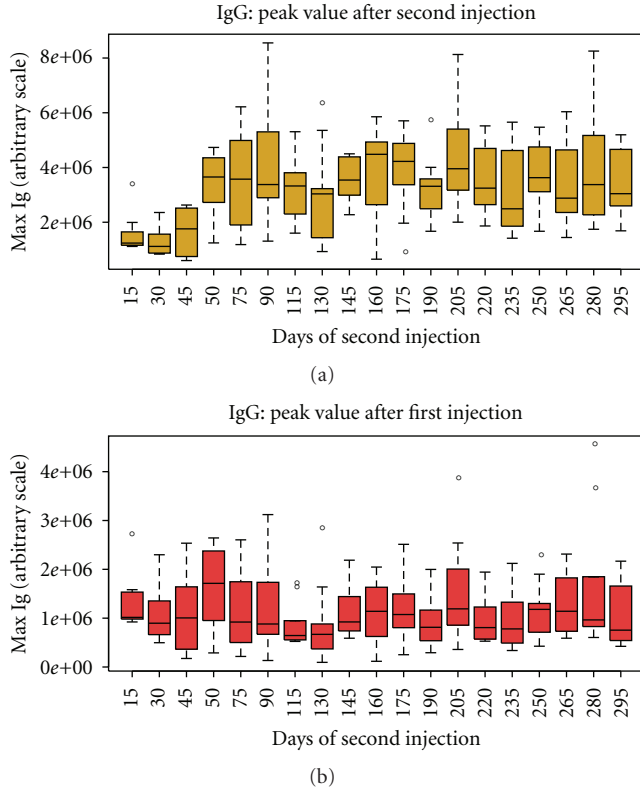 IgG: peak value after second injection
Max Ig (arbitrary scale)
8e+06
6e+06
4e+06
2e+06
15 30 45 50 75 90 115 130 145 160 175 190 205 220 235 250 265 280 295
Days of second injection
(a)
IgG: peak value after first injection
Max Ig (arbitrary scale)
4e+06
3e+06
2e+06
1e+06
0e+00
15 30 45 50 75 90 115 130 145 160 175 190 205 220 235 250 265 280 295
Days of second injection
(b)